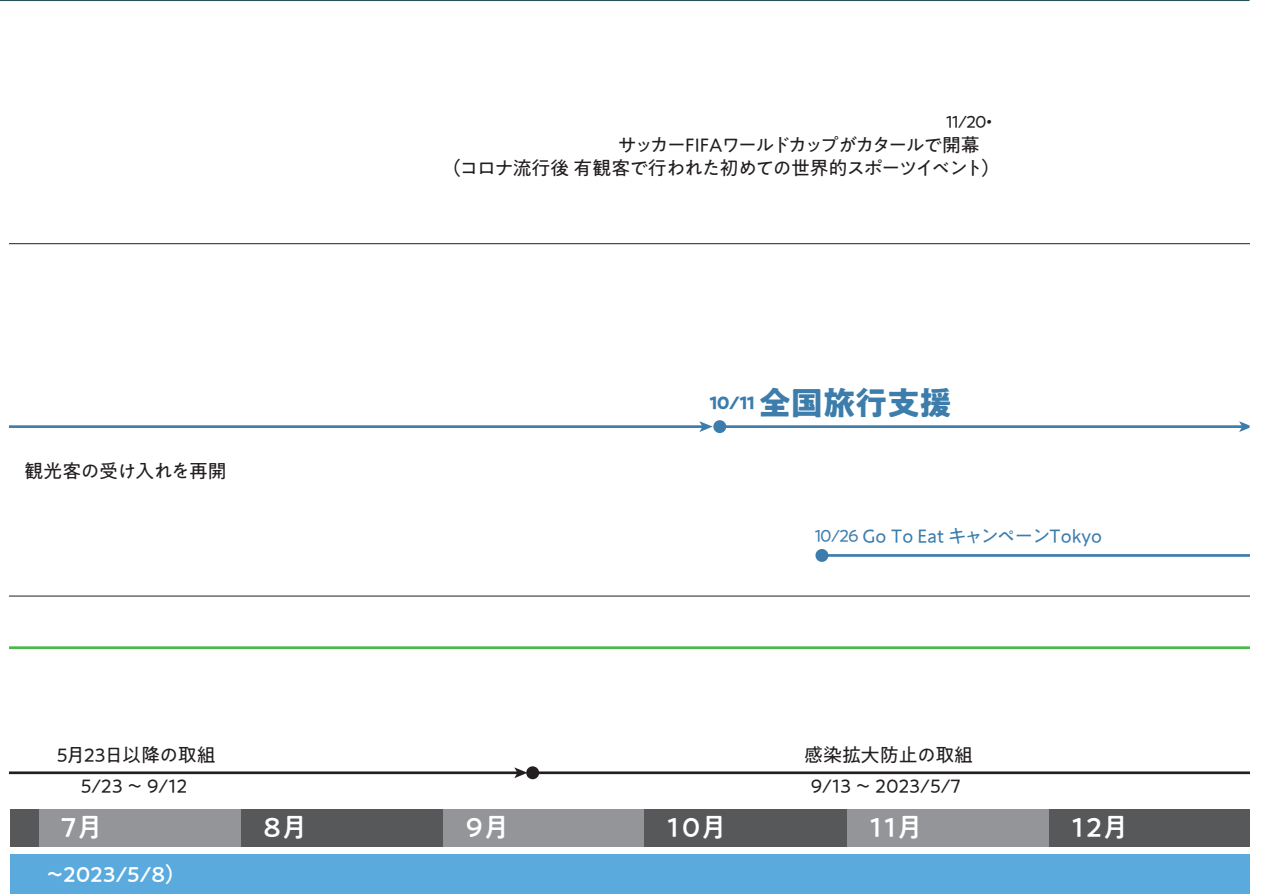 11/20
サッカーFIFAワールドカップがカタールで開幕
（コロナ流行後 有観客で行われた初めての世界的スポーツイベント）
10/11 全国旅行支援
観光客の受け入れを再開
10/26 Go To Eat キャンペーンTokyo
5月23日以降の取組
5/23 ~ 9/12
感染拡大防止の取組
9/13 ~ 2023/5/7
7月 8月 9月 10月 11月 12月
~2023/5/8）